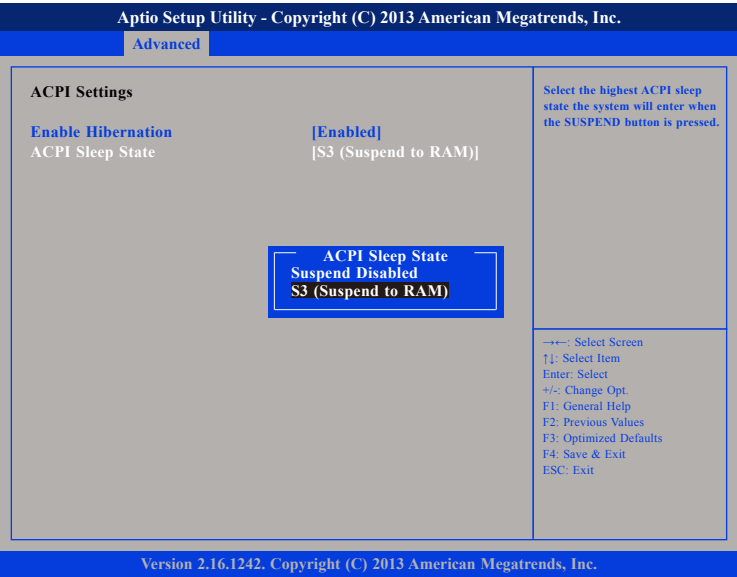 Aptio Setup Utility - Copyright (C) 2013 American Megatrends, Inc.
Advanced
ACPI Settings
Enable Hibernation [Enabled]
ACPI Sleep State [S3 (Suspend to RAM)]
ACPI Sleep State
Suspend Disabled
S3 (Suspend to RAM)
Select the highest ACPI sleep
state the system will enter when
the SUSPEND button is pressed.
→←: Select Screen
↑↓: Select Item
Enter: Select
+/-: Change Opt.
F1: General Help
F2: Previous Values
F3: Optimized Defaults
F4: Save & Exit
ESC: Exit
Version 2.16.1242. Copyright (C) 2013 American Megatrends, Inc.